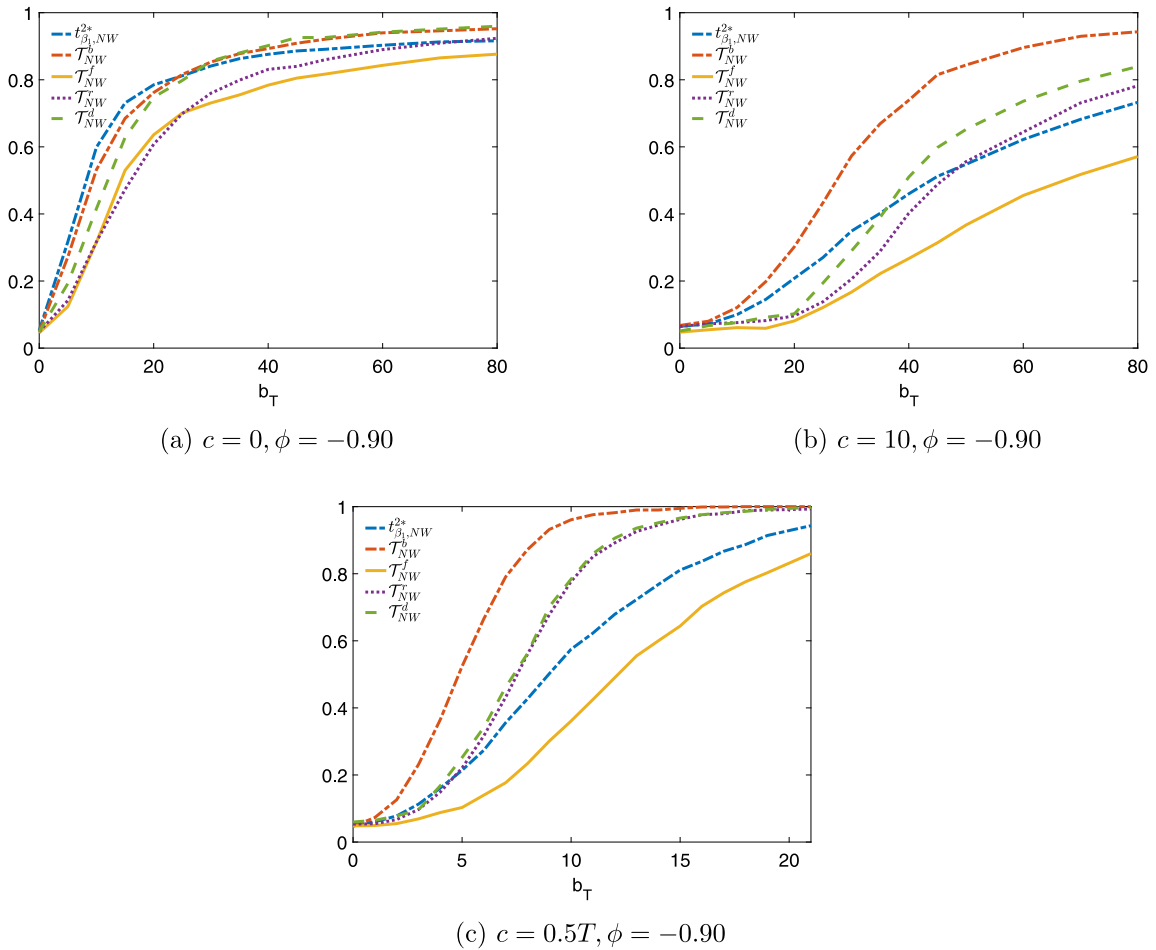 1
0.8
0.6
0.4
0.2
0
0 20 40 60 80
b_T
t^{2*}_{β_1,NW}
𝒯^b_{NW}
𝒯^f_{NW}
𝒯^r_{NW}
𝒯^d_{NW}
(a) c = 0, ϕ = −0.90
1
0.8
0.6
0.4
0.2
0
0 20 40 60 80
b_T
t^{2*}_{β_1,NW}
𝒯^b_{NW}
𝒯^f_{NW}
𝒯^r_{NW}
𝒯^d_{NW}
(b) c = 10, ϕ = −0.90
1
0.8
0.6
0.4
0.2
0
0 5 10 15 20
b_T
t^{2*}_{β_1,NW}
𝒯^b_{NW}
𝒯^f_{NW}
𝒯^r_{NW}
𝒯^d_{NW}
(c) c = 0.5T, ϕ = −0.90